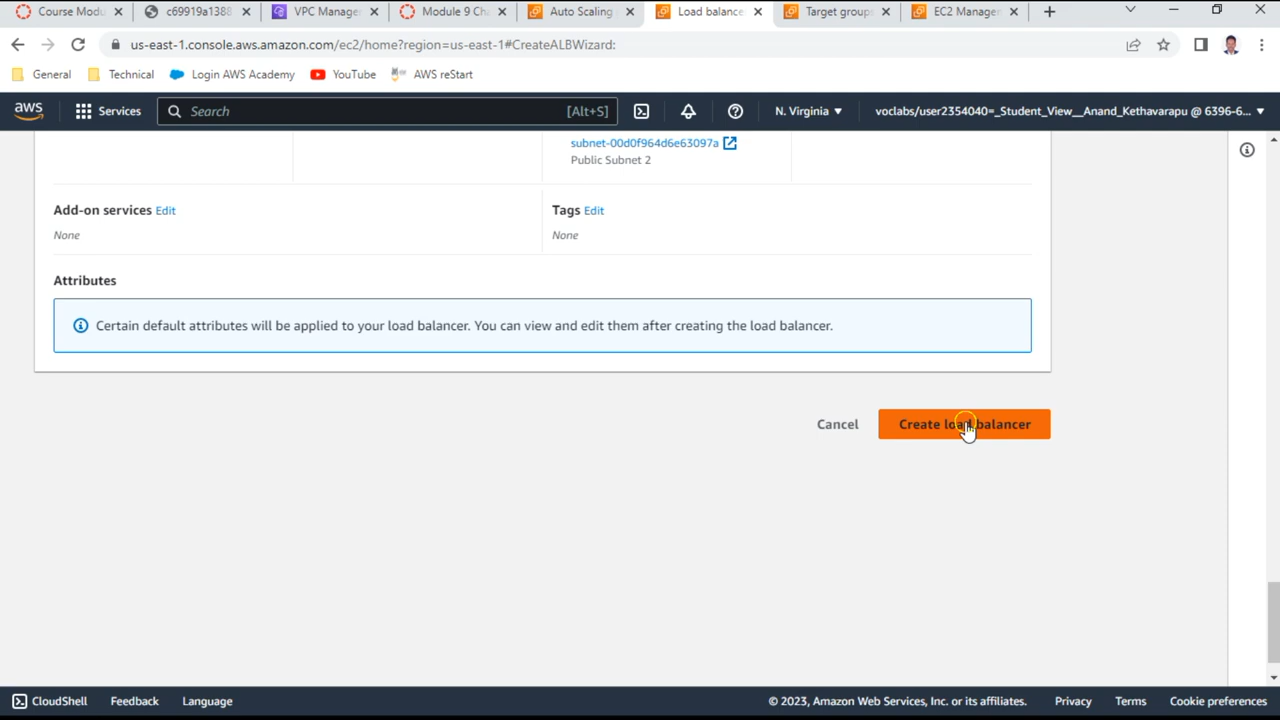 Course Modu
c69919a1388
VPC Manage
Module 9 Cha
Auto Scaling
Load balance
Target groups
EC2 Manage
us-east-1.console.aws.amazon.com/ec2/home?region=us-east-1#CreateALBWizard:
General
Technical
Login AWS Academy
YouTube
AWS reStart
aws
Services
Search
[Alt+S]
N. Virginia
voclabs/user2354040=_Student_View__Anand_Kethavarapu @ 6396-6...
subnet-00d0f964d6e63097a
Public Subnet 2
Add-on services Edit
Tags Edit
None
None
Attributes
Certain default attributes will be applied to your load balancer. You can view and edit them after creating the load balancer.
Cancel
Create load balancer
CloudShell
Feedback
Language
© 2023, Amazon Web Services, Inc. or its affiliates.
Privacy
Terms
Cookie preferences